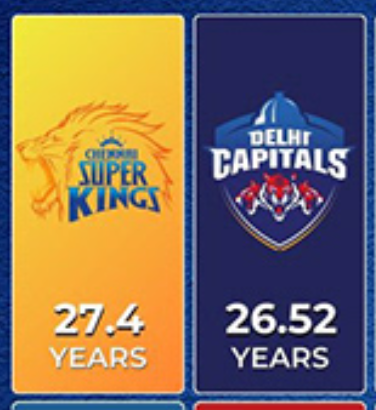 CHENNAI
SUPER
KINGS
27.4
YEARS
DELHI
CAPITALS
26.52
YEARS